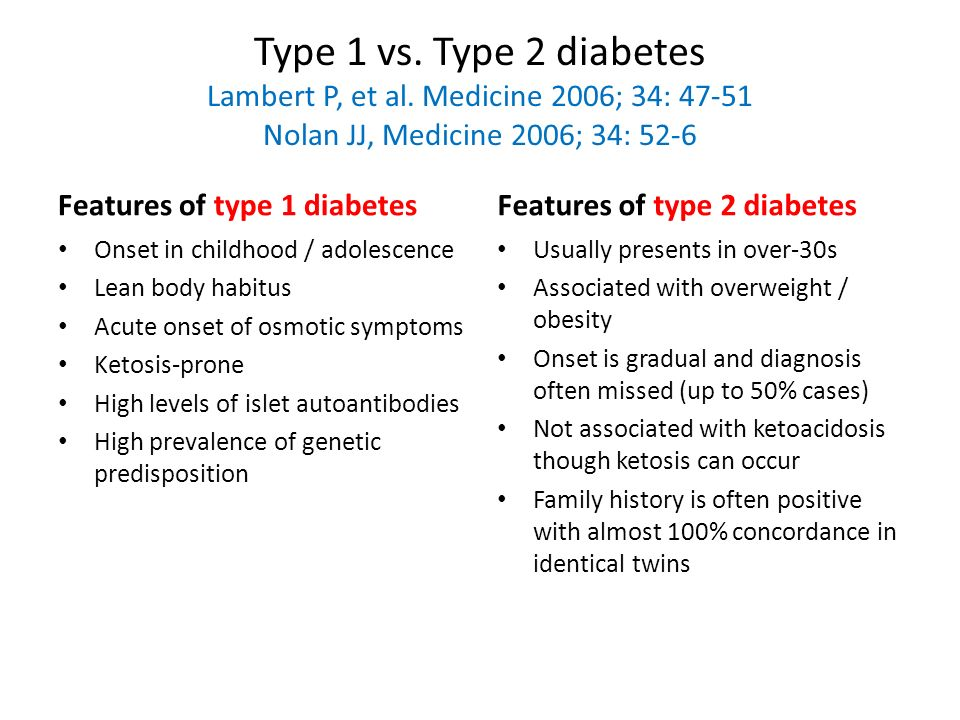 Type 1 vs. Type 2 diabetes
Lambert P, et al. Medicine 2006; 34: 47-51
Nolan JJ, Medicine 2006; 34: 52-6
Features of type 1 diabetes
• Onset in childhood / adolescence
• Lean body habitus
• Acute onset of osmotic symptoms
• Ketosis-prone
• High levels of islet autoantibodies
• High prevalence of genetic
predisposition
Features of type 2 diabetes
• Usually presents in over-30s
• Associated with overweight /
obesity
• Onset is gradual and diagnosis
often missed (up to 50% cases)
• Not associated with ketoacidosis
though ketosis can occur
• Family history is often positive
with almost 100% concordance in
identical twins